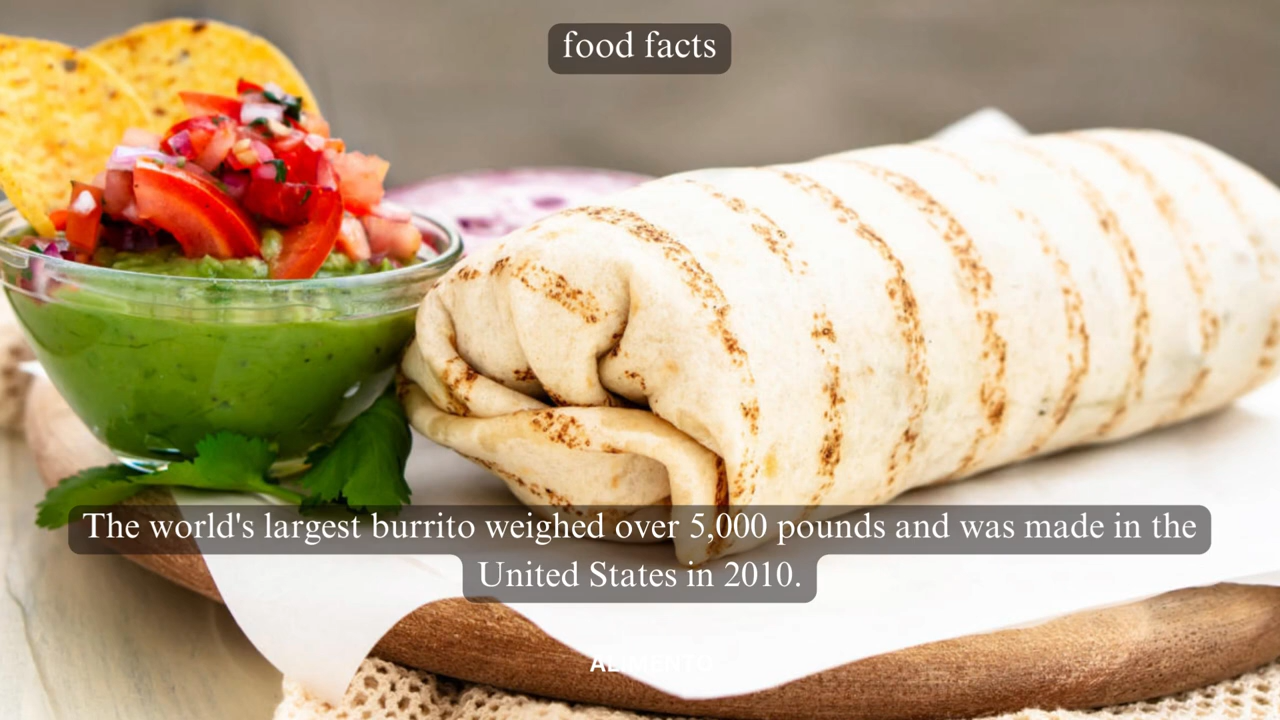 food facts
The world's largest burrito weighed over 5,000 pounds and was made in the
United States in 2010.
ALIMENTO